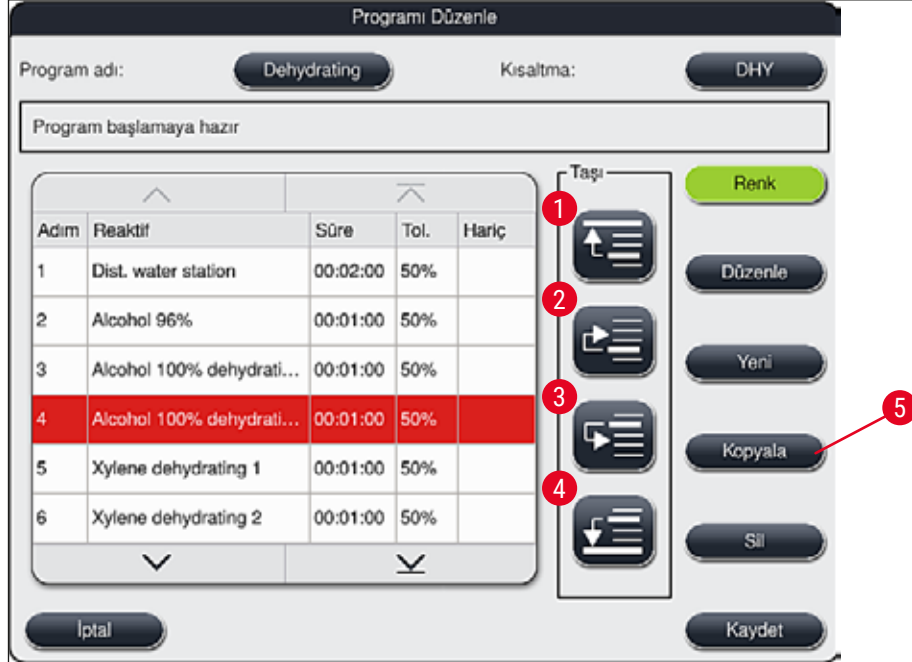 Programı Düzenle
Program adı: Dehydrating Kısaltma: DHY
Program başlamaya hazır
Taşı
Renk
1
Adım Reaktif Süre Tol. Hariç
1 Dist. water station 00:02:00 50%
Düzenle
2
2 Alcohol 96% 00:01:00 50%
3 Alcohol 100% dehydrati... 00:01:00 50%
Yeni
3
4 Alcohol 100% dehydrati... 00:01:00 50%
5
Kopyala
5 Xylene dehydrating 1 00:01:00 50%
4
6 Xylene dehydrating 2 00:01:00 50%
Sil
İptal
Kaydet